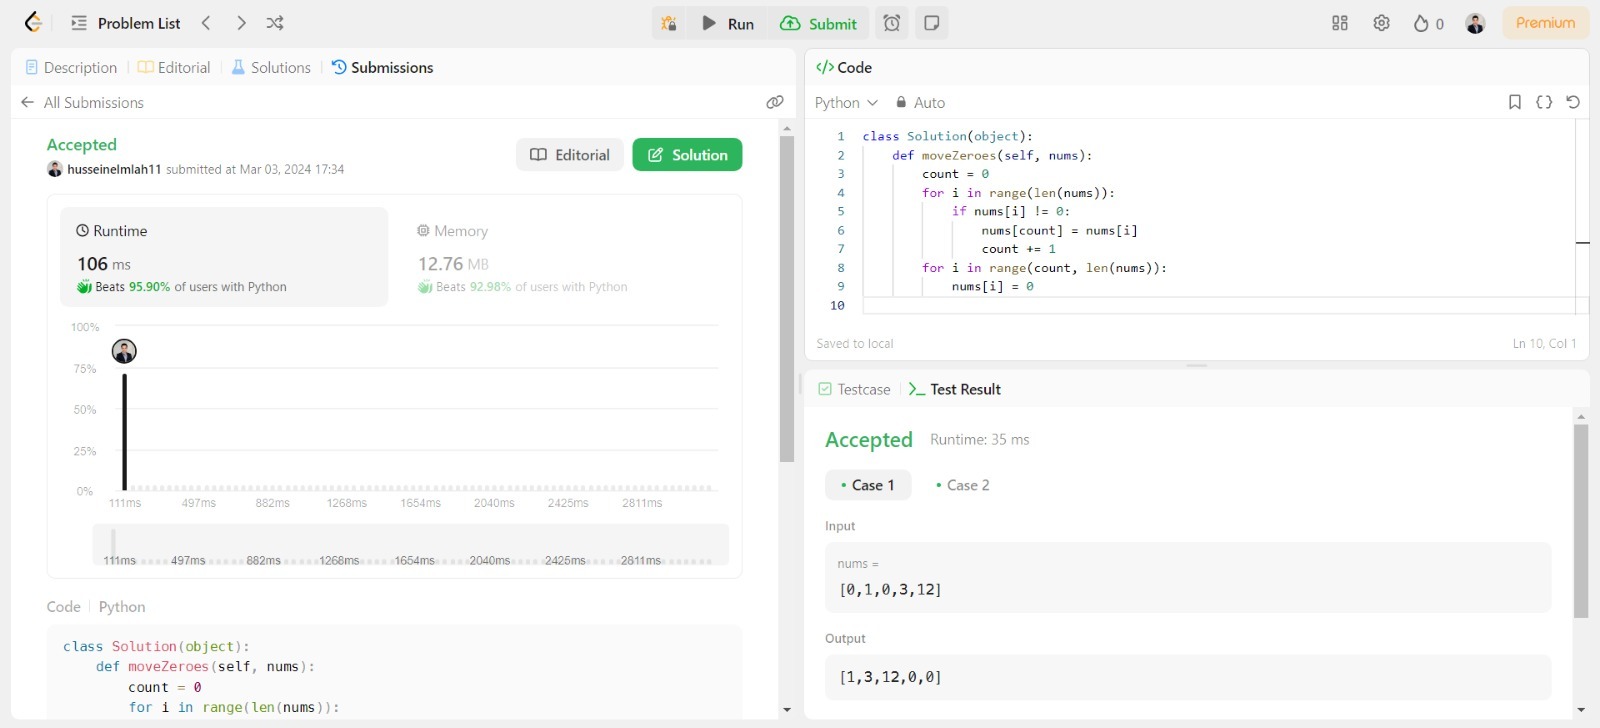 Problem List
Run
Submit
0
Premium
Description
Editorial
Solutions
Submissions
All Submissions
Accepted
husseinelmlah11 submitted at Mar 03, 2024 17:34
Editorial
Solution
Runtime
106 ms
Beats 95.90% of users with Python
Memory
12.76 MB
Beats 92.98% of users with Python
100%
75%
50%
25%
0%
111ms 497ms 882ms 1268ms 1654ms 2040ms 2425ms 2811ms
111ms 497ms 882ms 1268ms 1654ms 2040ms 2425ms 2811ms
Code Python
class Solution(object):
    def moveZeroes(self, nums):
        count = 0
        for i in range(len(nums)):
</> Code
Python
Auto
1 class Solution(object):
2     def moveZeroes(self, nums):
3         count = 0
4         for i in range(len(nums)):
5             if nums[i] != 0:
6                 nums[count] = nums[i]
7                 count += 1
8         for i in range(count, len(nums)):
9             nums[i] = 0
10
Saved to local
Ln 10, Col 1
Testcase
Test Result
Accepted
Runtime: 35 ms
• Case 1
• Case 2
Input
nums =
[0,1,0,3,12]
Output
[1,3,12,0,0]